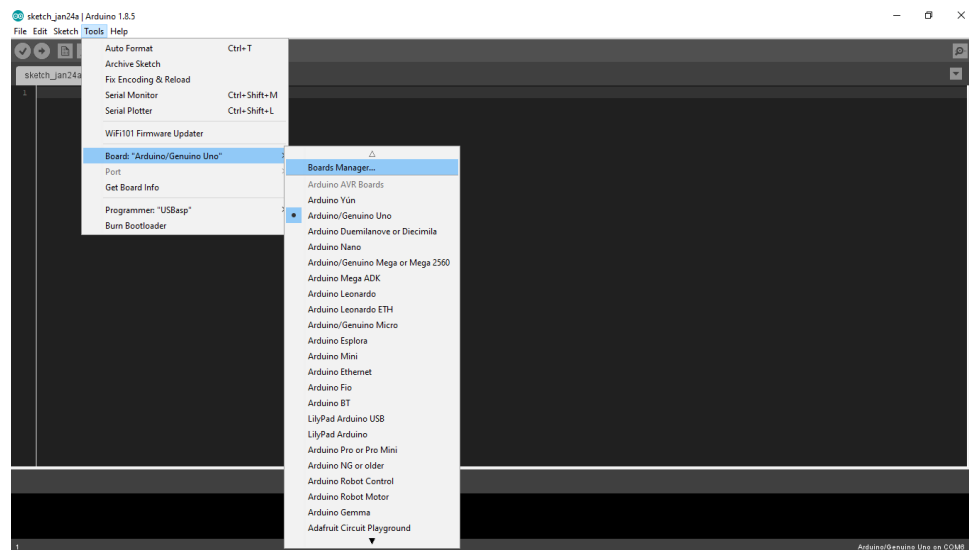 sketch_jan24a | Arduino 1.8.5
File Edit Sketch Tools Help
sketch_jan24a
1
Auto Format Ctrl+T
Archive Sketch
Fix Encoding & Reload
Serial Monitor Ctrl+Shift+M
Serial Plotter Ctrl+Shift+L
WiFi101 Firmware Updater
Board: "Arduino/Genuino Uno"
Port
Get Board Info
Programmer: "USBasp"
Burn Bootloader
Boards Manager...
Arduino AVR Boards
Arduino Yún
Arduino/Genuino Uno
Arduino Duemilanove or Diecimila
Arduino Nano
Arduino/Genuino Mega or Mega 2560
Arduino Mega ADK
Arduino Leonardo
Arduino Leonardo ETH
Arduino/Genuino Micro
Arduino Esplora
Arduino Mini
Arduino Ethernet
Arduino Fio
Arduino BT
LilyPad Arduino USB
LilyPad Arduino
Arduino Pro or Pro Mini
Arduino NG or older
Arduino Robot Control
Arduino Robot Motor
Arduino Gemma
Adafruit Circuit Playground
1 Arduino/Genuino Uno on COM6